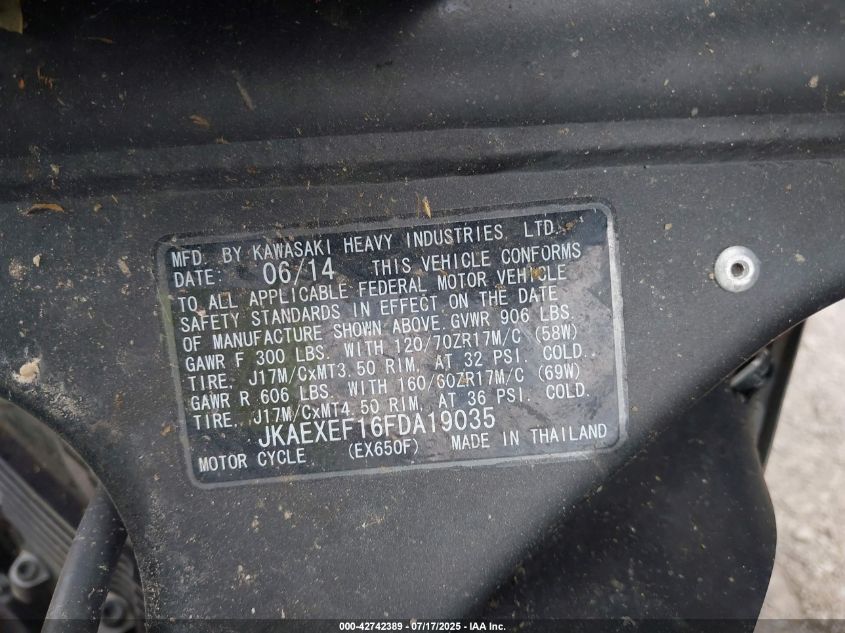 MFD. BY KAWASAKI HEAVY INDUSTRIES, LTD.
DATE: 06/14 THIS VEHICLE CONFORMS
TO ALL APPLICABLE FEDERAL MOTOR VEHICLE
SAFETY STANDARDS IN EFFECT ON THE DATE
OF MANUFACTURE SHOWN ABOVE. GVWR 906 LBS.
GAWR F 300 LBS. WITH 120/70ZR17M/C (58W)
TIRE, J17M/CxMT3.50 RIM, AT 32 PSI. COLD.
GAWR R 606 LBS. WITH 160/60ZR17M/C (69W)
TIRE, J17M/CxMT4.50 RIM, AT 36 PSI. COLD.
JKAEXEF16FDA19035
MOTOR CYCLE (EX650F) MADE IN THAILAND
000-42742389 - 07/17/2025 - IAA Inc.